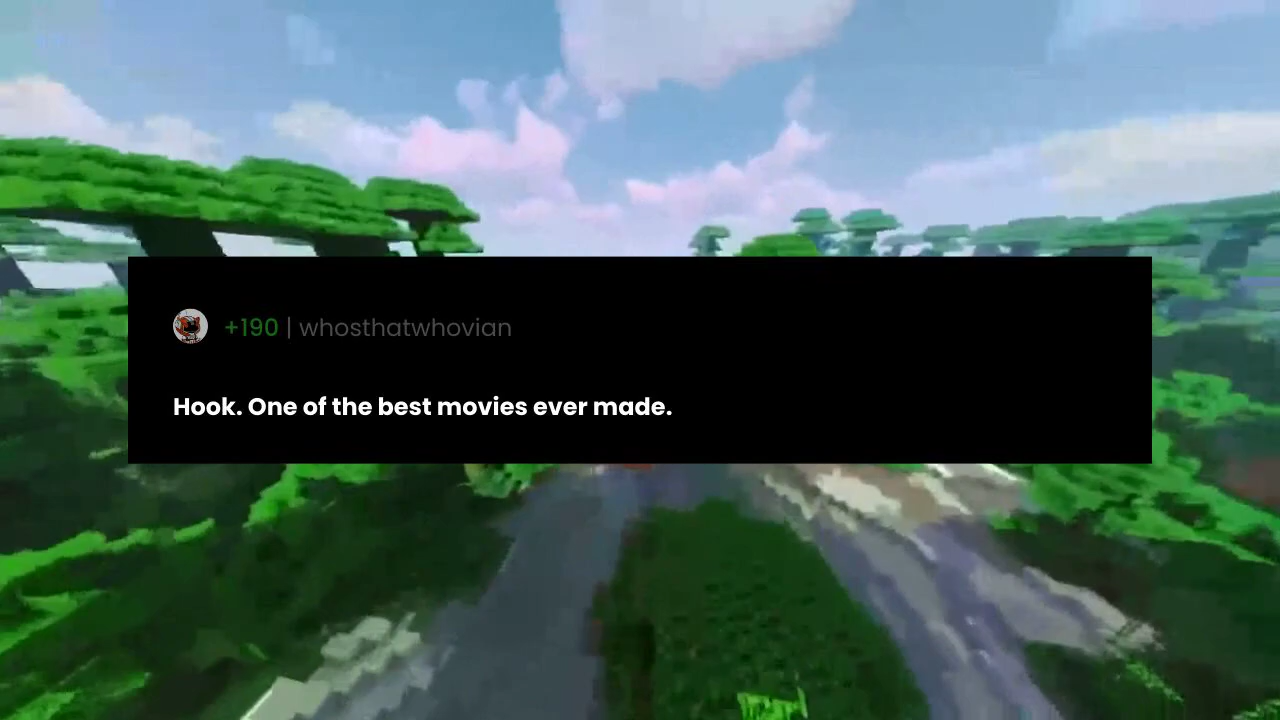 +190 | whosthatwhovian
Hook. One of the best movies ever made.